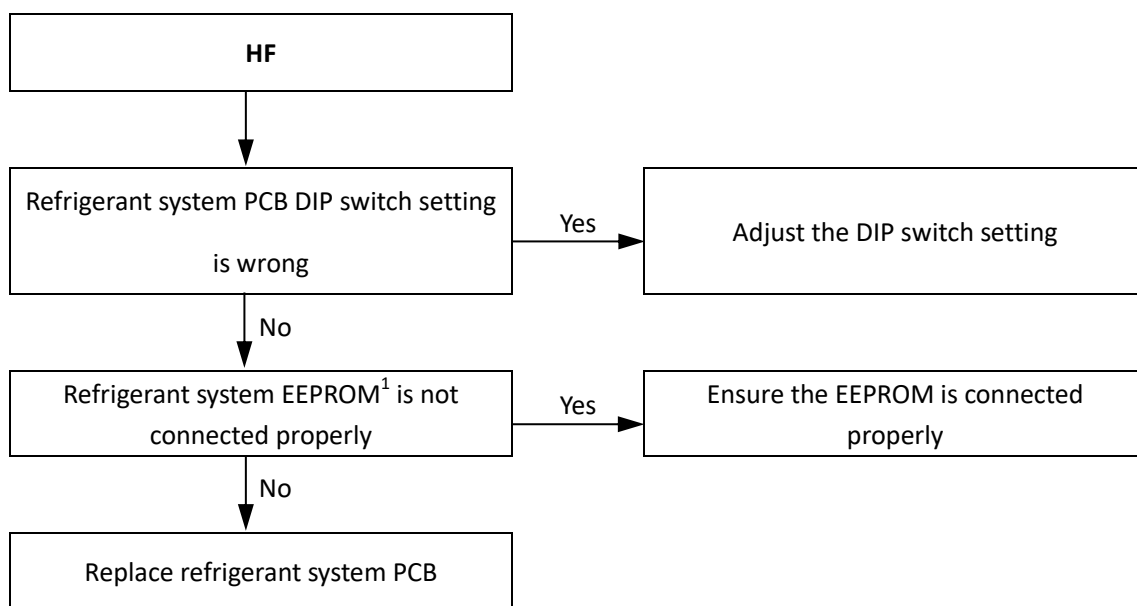 HF
Refrigerant system PCB DIP switch setting
is wrong
Yes
Adjust the DIP switch setting
No
Refrigerant system EEPROM¹ is not
connected properly
Yes
Ensure the EEPROM is connected
properly
No
Replace refrigerant system PCB